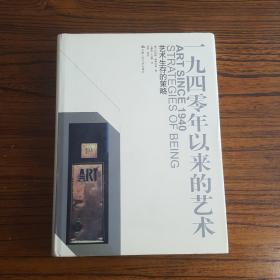 一九四零年以来的艺术
ART SINCE 1940
STRATEGIES OF BEING
艺术生存的策略
ART